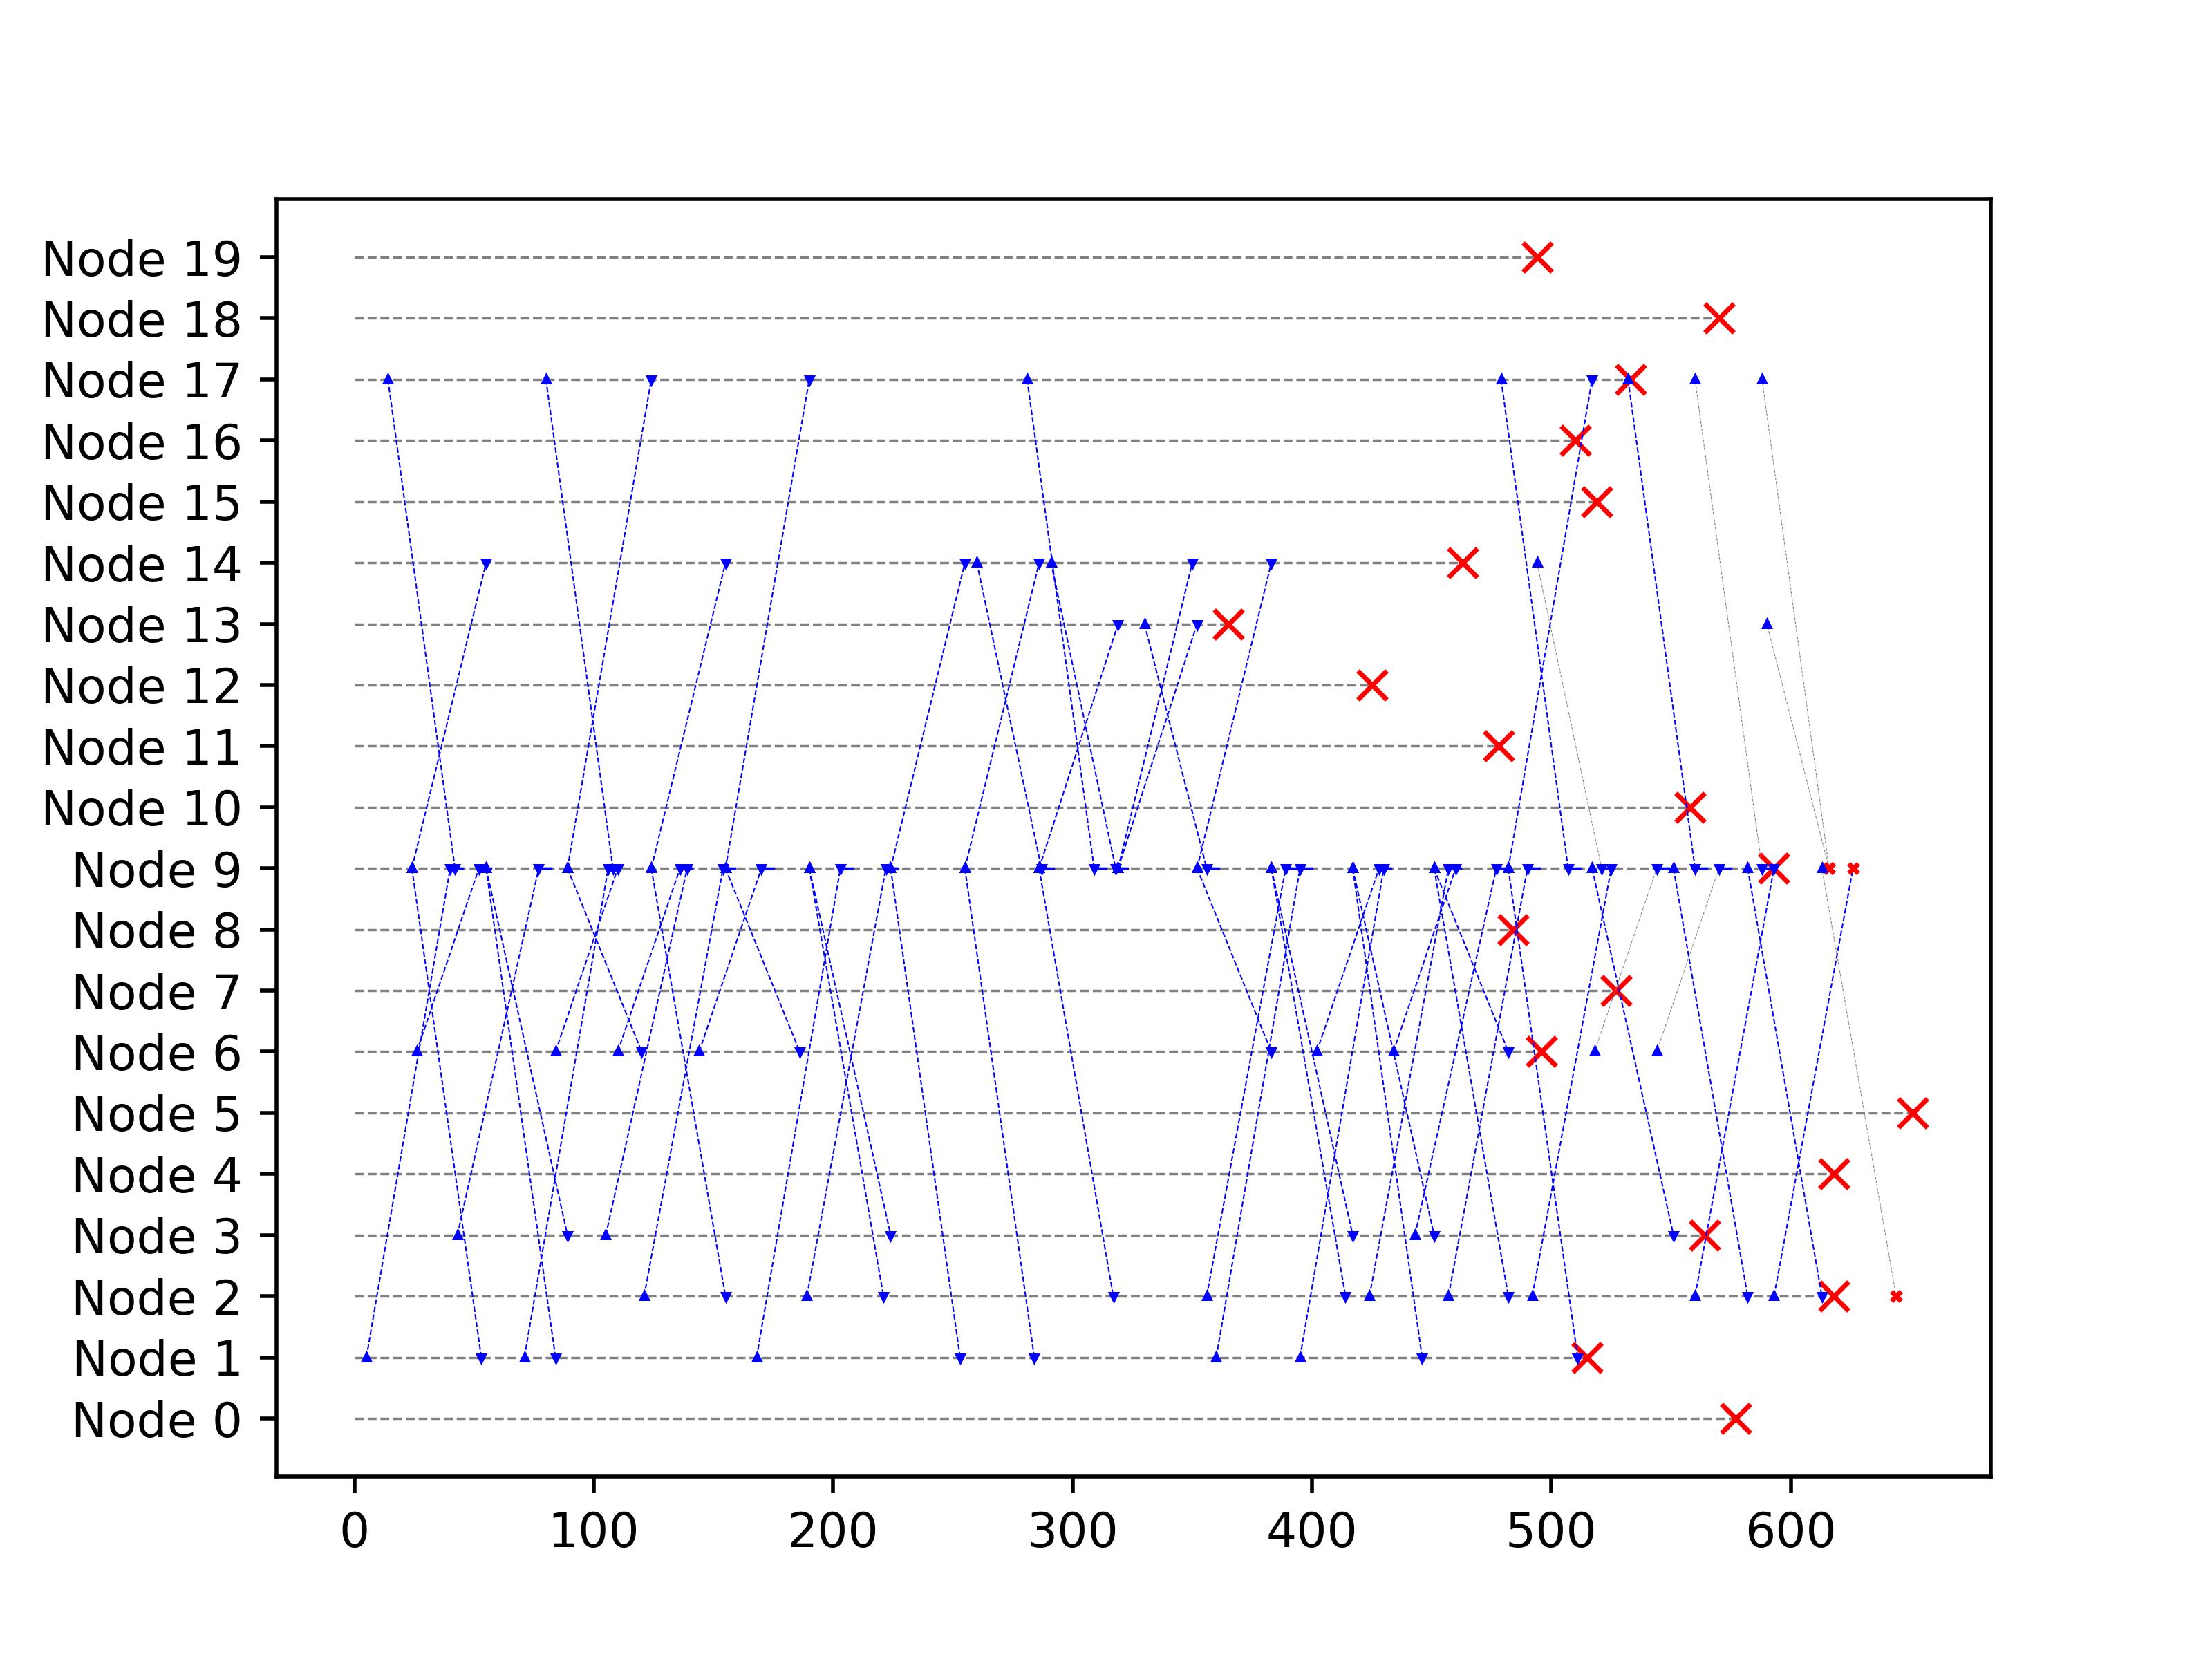 Node 19
Node 18
Node 17
Node 16
Node 15
Node 14
Node 13
Node 12
Node 11
Node 10
Node 9
Node 8
Node 7
Node 6
Node 5
Node 4
Node 3
Node 2
Node 1
Node 0
0 100 200 300 400 500 600